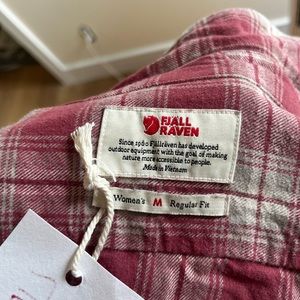 FJÄLL
RÄVEN
Since 1960 Fjällräven has developed
outdoor equipment with the goal of making
nature more accessible to people.
Made in Vietnam
Women's M Regular Fit